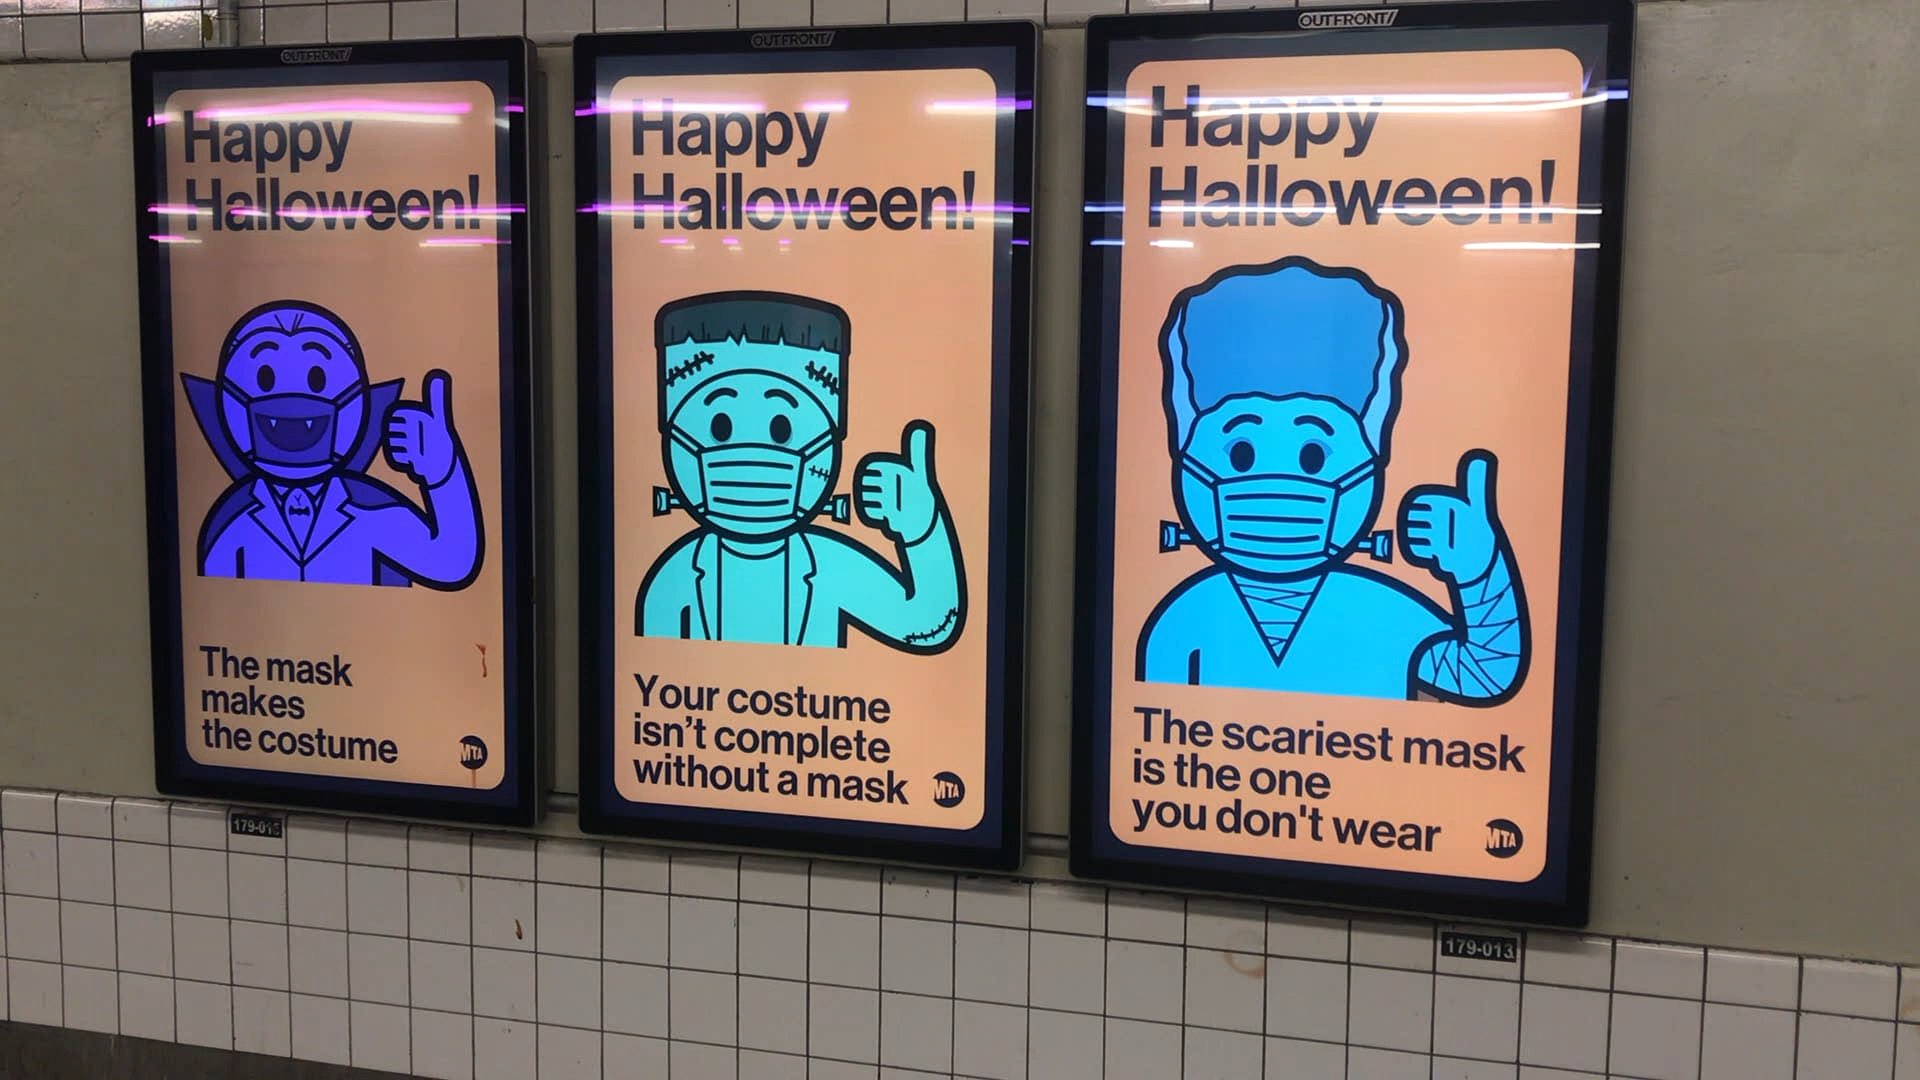 OUTFRONT/
Happy
Halloween!
The mask
makes
the costume
MTA
OUTFRONT/
Happy
Halloween!
Your costume
isn't complete
without a mask
MTA
OUTFRONT/
Happy
Halloween!
The scariest mask
is the one
you don't wear
MTA
179-013